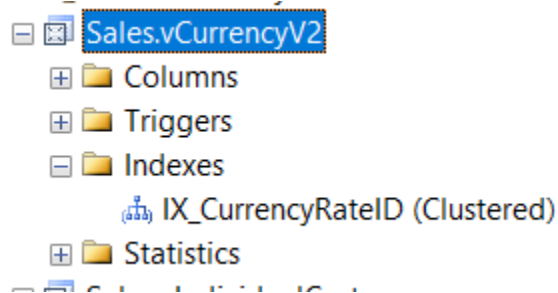 Sales.vCurrencyV2
Columns
Triggers
Indexes
IX_CurrencyRateID (Clustered)
Statistics